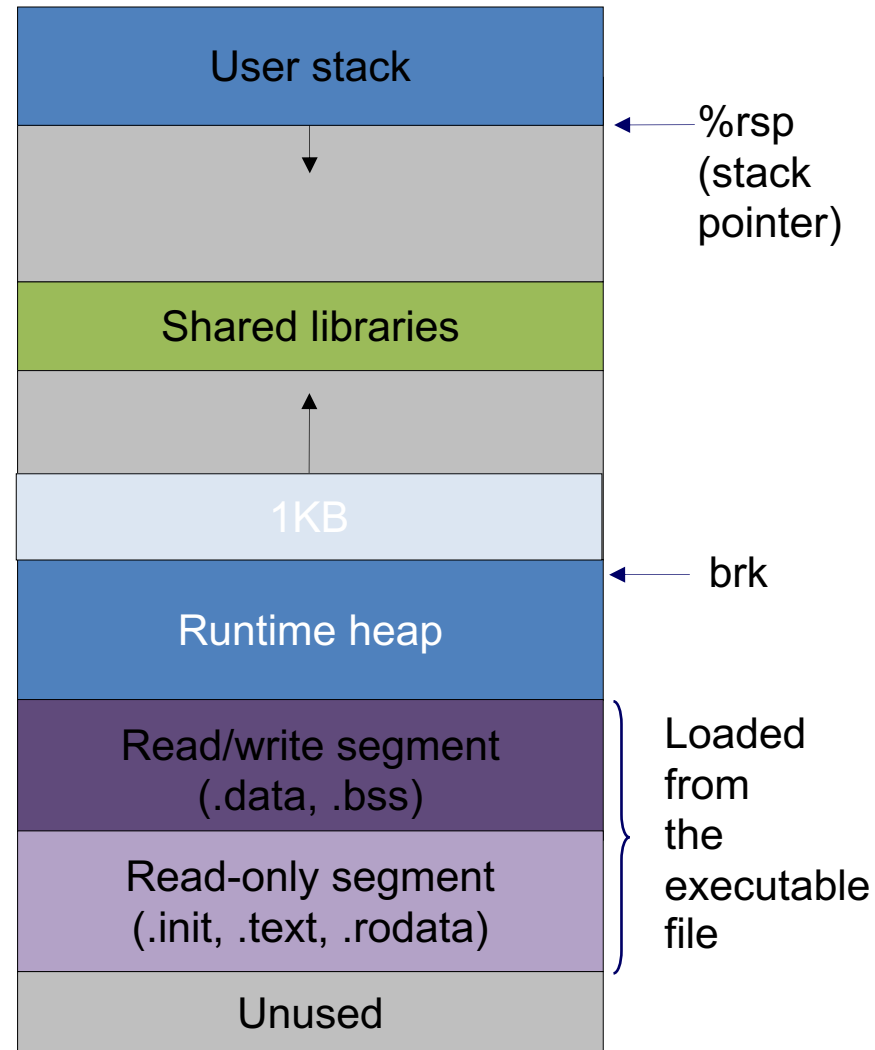 User stack
%rsp
(stack
pointer)
Shared libraries
1KB
brk
Runtime heap
Read/write segment
(.data, .bss)
Loaded
from
the
executable
file
Read-only segment
(.init, .text, .rodata)
Unused